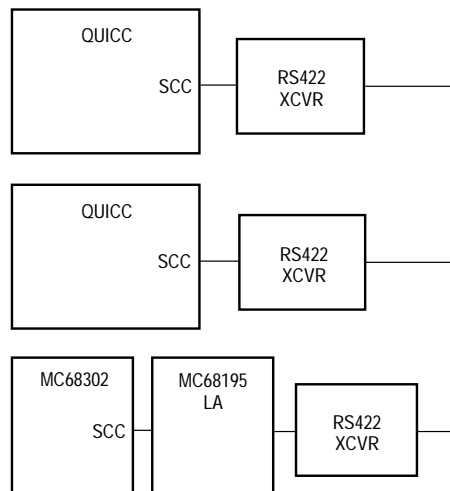 QUICC
SCC
RS422
XCVR
QUICC
SCC
RS422
XCVR
MC68302
SCC
MC68195
LA
RS422
XCVR